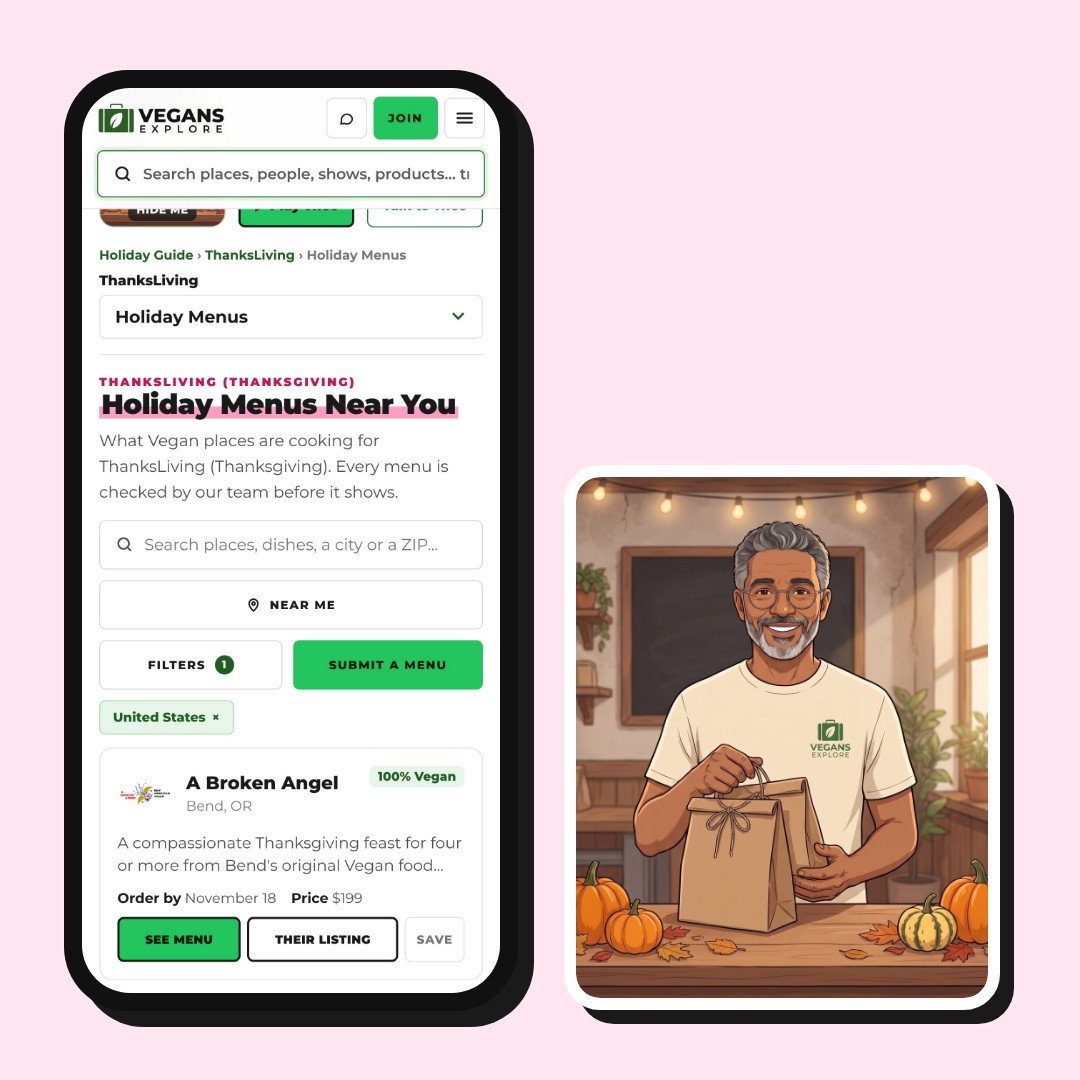 VEGANS
EXPLORE
JOIN
Search places, people, shows, products... tr
HIDE ME
Holiday Guide › ThanksLiving › Holiday Menus
ThanksLiving
Holiday Menus
THANKSLIVING (THANKSGIVING)
Holiday Menus Near You
What Vegan places are cooking for
ThanksLiving (Thanksgiving). Every menu is
checked by our team before it shows.
Search places, dishes, a city or a ZIP...
NEAR ME
FILTERS 1
SUBMIT A MENU
United States ×
A Broken Angel
100% Vegan
Bend, OR
A compassionate Thanksgiving feast for four
or more from Bend's original Vegan food...
Order by November 18 Price $199
SEE MENU
THEIR LISTING
SAVE
VEGANS
EXPLORE